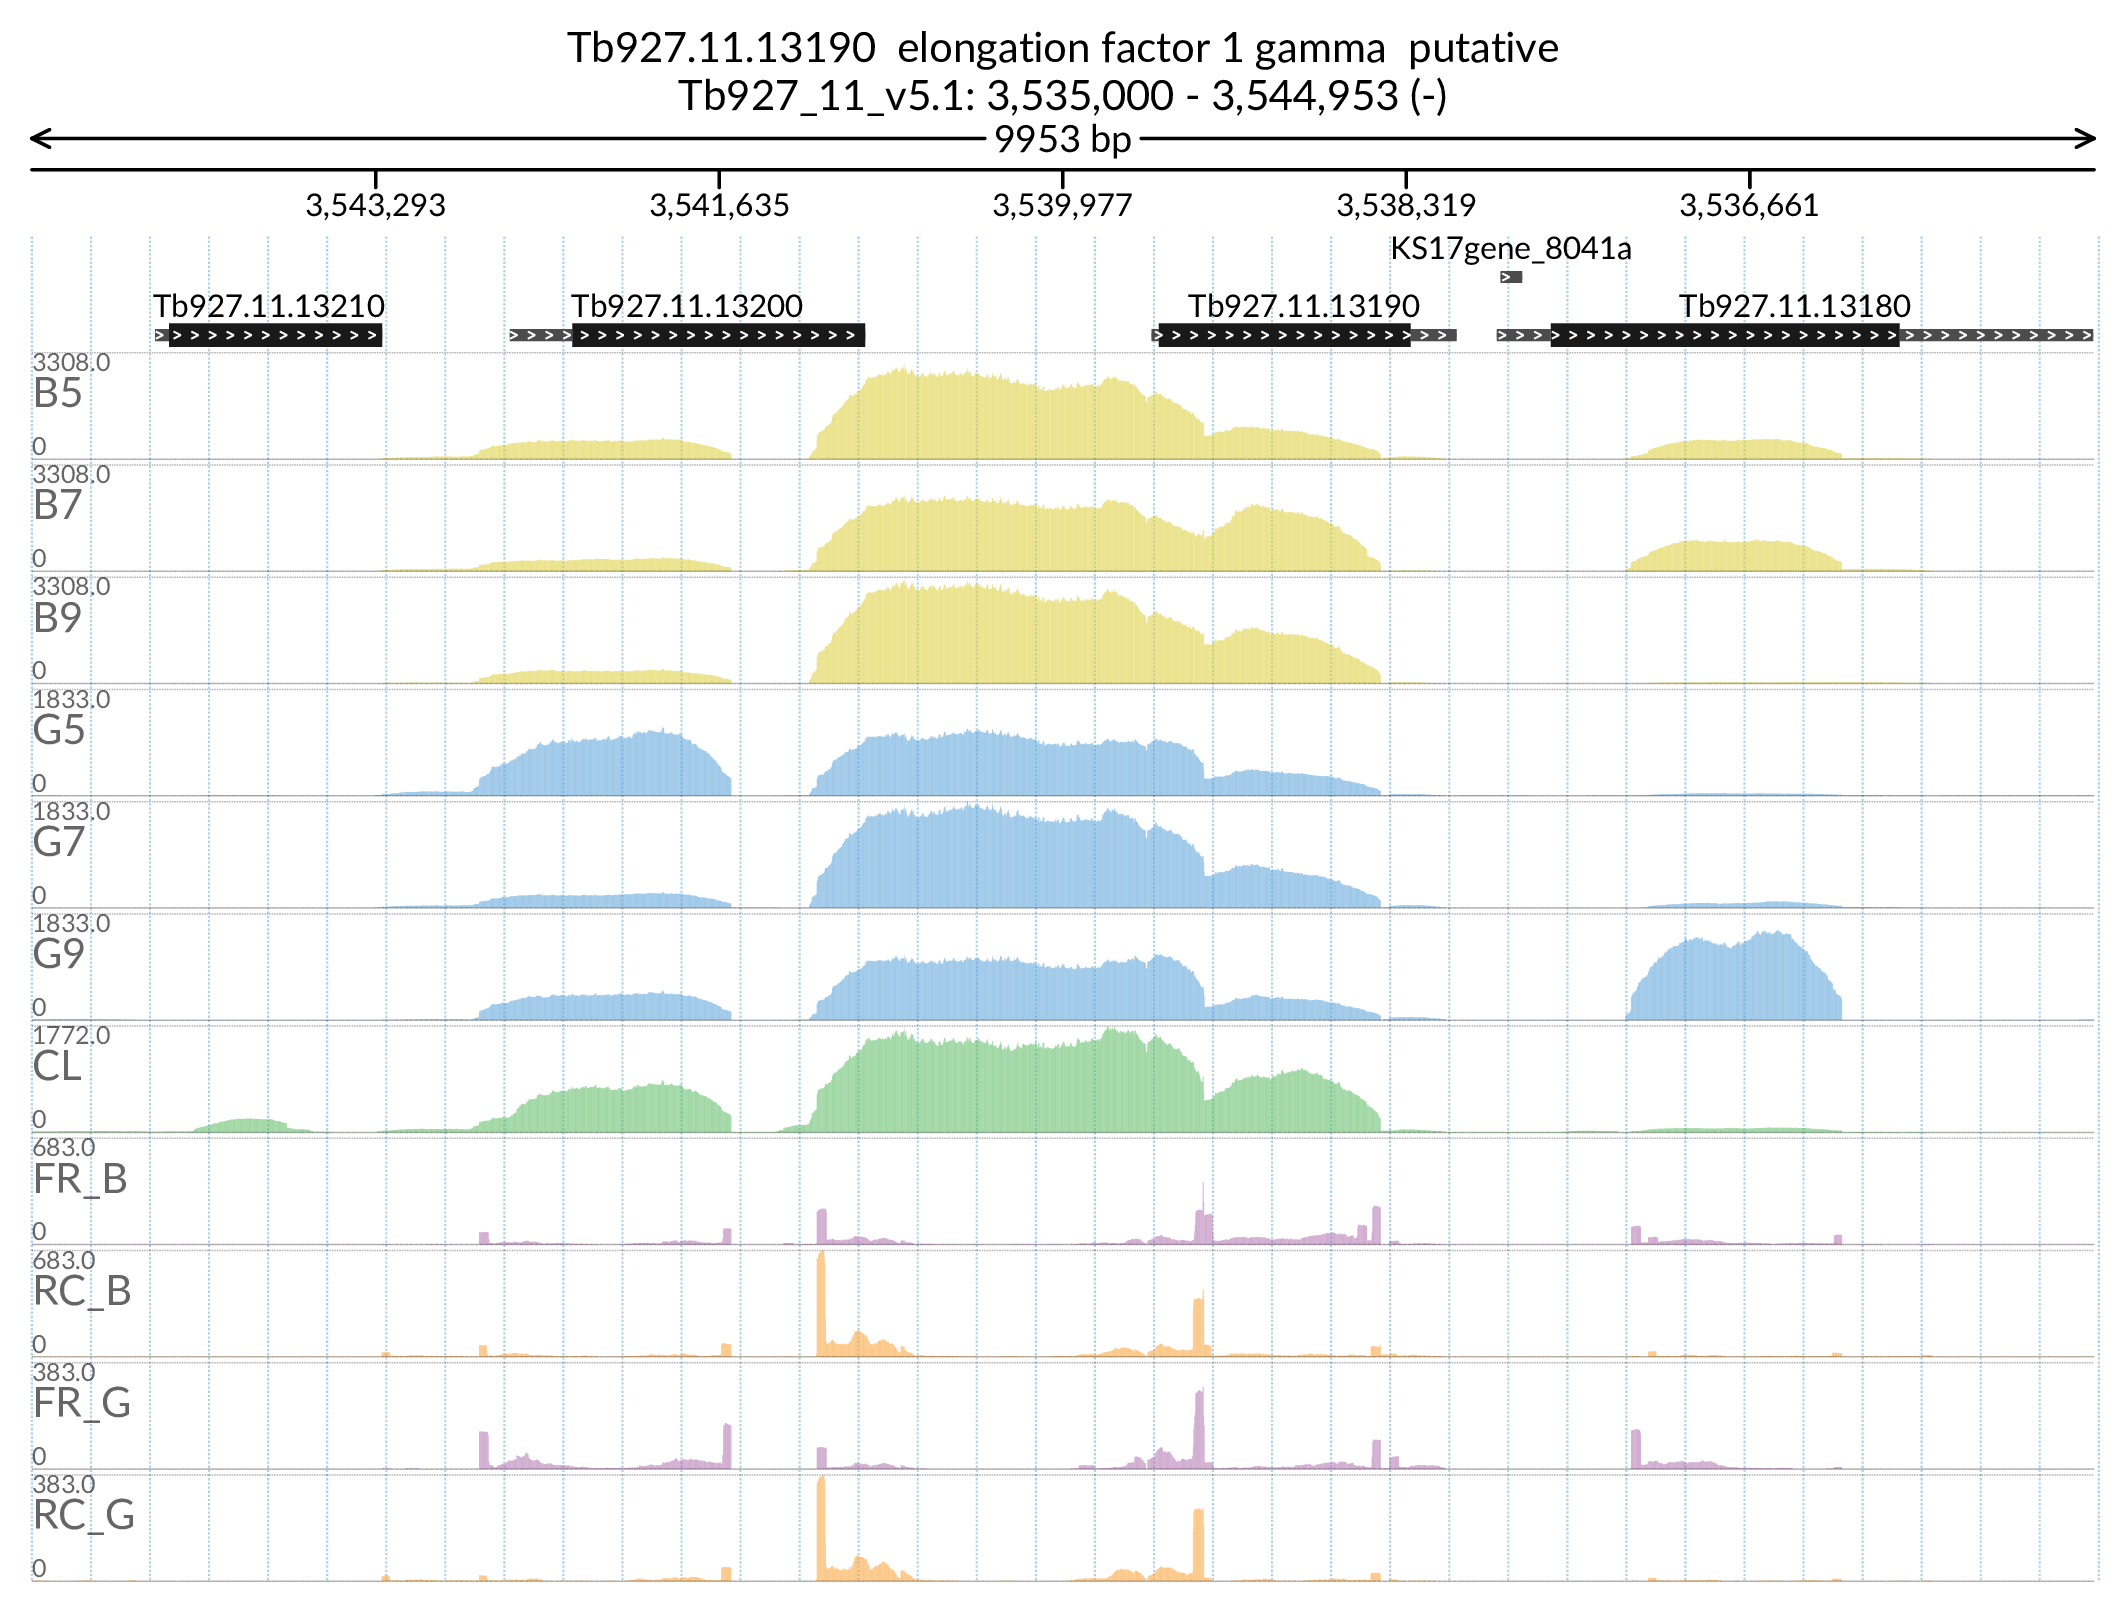 Tb927.11.13190 elongation factor 1 gamma putative
Tb927_11_v5.1: 3,535,000 - 3,544,953 (-)
9953 bp
3,543,293 3,541,635 3,539,977 3,538,319 3,536,661
KS17gene_8041a
Tb927.11.13210 Tb927.11.13200 Tb927.11.13190 Tb927.11.13180
3308.0
B5
0
3308.0
B7
0
3308.0
B9
0
1833.0
G5
0
1833.0
G7
0
1833.0
G9
0
1772.0
CL
0
683.0
FR_B
0
683.0
RC_B
0
383.0
FR_G
0
383.0
RC_G
0